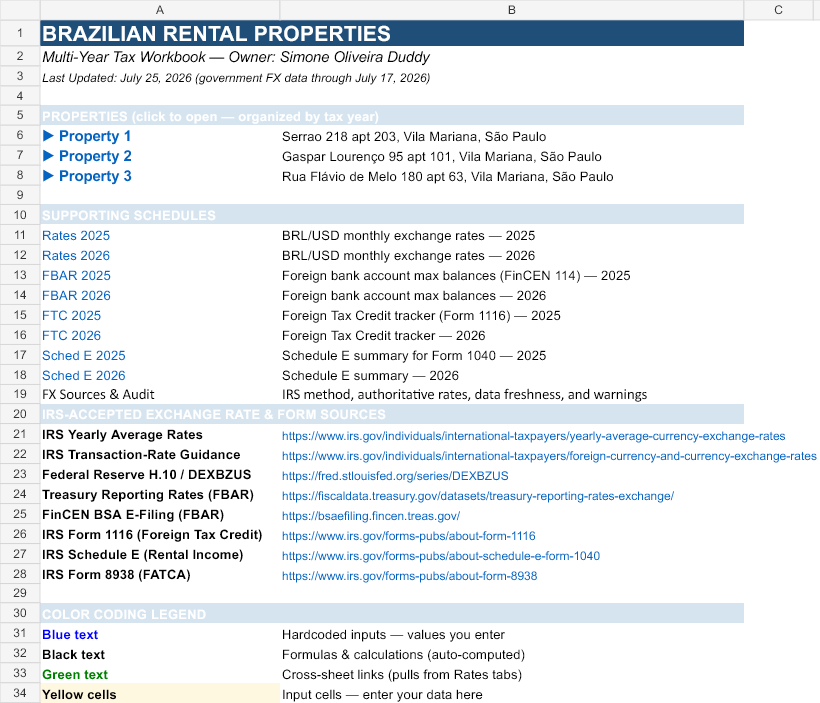 A B C
1 BRAZILIAN RENTAL PROPERTIES
2 Multi-Year Tax Workbook — Owner: Simone Oliveira Duddy
3 Last Updated: July 25, 2026 (government FX data through July 17, 2026)
4
5 PROPERTIES (click to open — organized by tax year)
6 ▶ Property 1 Serrao 218 apt 203, Vila Mariana, São Paulo
7 ▶ Property 2 Gaspar Lourenço 95 apt 101, Vila Mariana, São Paulo
8 ▶ Property 3 Rua Flávio de Melo 180 apt 63, Vila Mariana, São Paulo
9
10 SUPPORTING SCHEDULES
11 Rates 2025 BRL/USD monthly exchange rates — 2025
12 Rates 2026 BRL/USD monthly exchange rates — 2026
13 FBAR 2025 Foreign bank account max balances (FinCEN 114) — 2025
14 FBAR 2026 Foreign bank account max balances — 2026
15 FTC 2025 Foreign Tax Credit tracker (Form 1116) — 2025
16 FTC 2026 Foreign Tax Credit tracker — 2026
17 Sched E 2025 Schedule E summary for Form 1040 — 2025
18 Sched E 2026 Schedule E summary — 2026
19 FX Sources & Audit IRS method, authoritative rates, data freshness, and warnings
20 IRS-ACCEPTED EXCHANGE RATE & FORM SOURCES
21 IRS Yearly Average Rates https://www.irs.gov/individuals/international-taxpayers/yearly-average-currency-exchange-rates
22 IRS Transaction-Rate Guidance https://www.irs.gov/individuals/international-taxpayers/foreign-currency-and-currency-exchange-rates
23 Federal Reserve H.10 / DEXBZUS https://fred.stlouisfed.org/series/DEXBZUS
24 Treasury Reporting Rates (FBAR) https://fiscaldata.treasury.gov/datasets/treasury-reporting-rates-exchange/
25 FinCEN BSA E-Filing (FBAR) https://bsaefiling.fincen.treas.gov/
26 IRS Form 1116 (Foreign Tax Credit) https://www.irs.gov/forms-pubs/about-form-1116
27 IRS Schedule E (Rental Income) https://www.irs.gov/forms-pubs/about-schedule-e-form-1040
28 IRS Form 8938 (FATCA) https://www.irs.gov/forms-pubs/about-form-8938
29
30 COLOR CODING LEGEND
31 Blue text Hardcoded inputs — values you enter
32 Black text Formulas & calculations (auto-computed)
33 Green text Cross-sheet links (pulls from Rates tabs)
34 Yellow cells Input cells — enter your data here